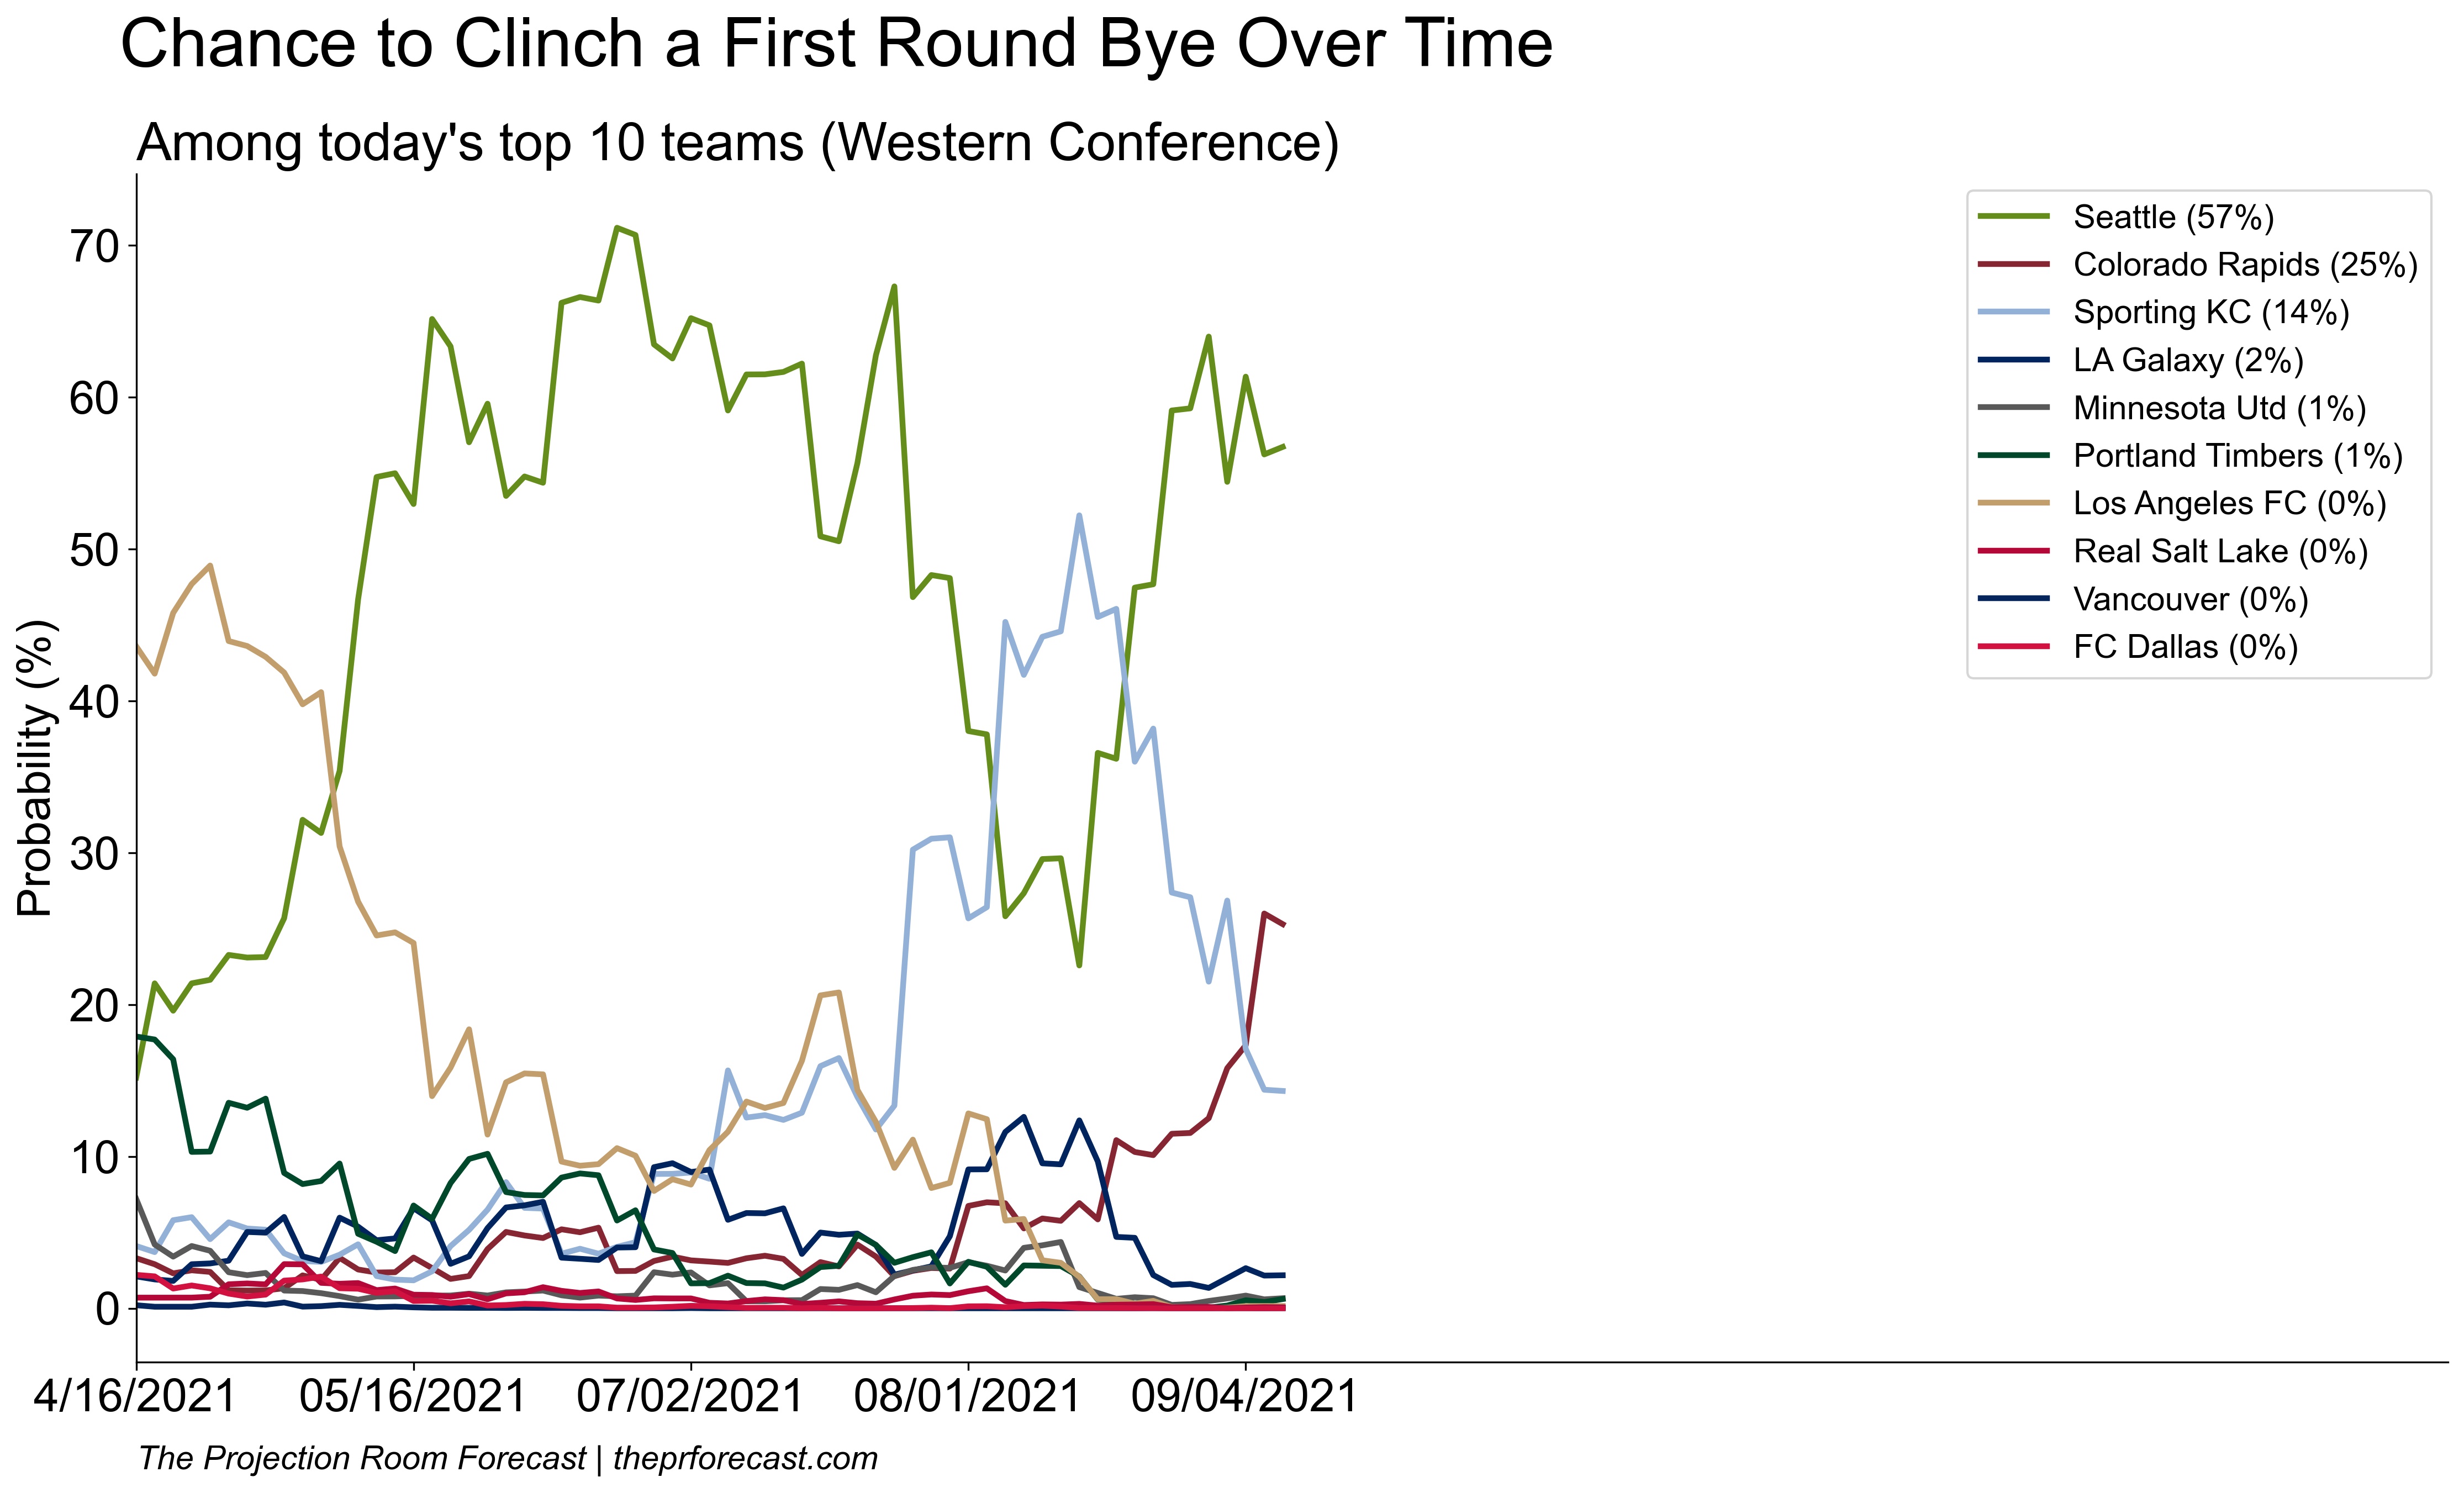 Chance to Clinch a First Round Bye Over Time
Among today's top 10 teams (Western Conference)
Probability (%)
70
60
50
40
30
20
10
0
4/16/2021
05/16/2021
07/02/2021
08/01/2021
09/04/2021
Seattle (57%)
Colorado Rapids (25%)
Sporting KC (14%)
LA Galaxy (2%)
Minnesota Utd (1%)
Portland Timbers (1%)
Los Angeles FC (0%)
Real Salt Lake (0%)
Vancouver (0%)
FC Dallas (0%)
The Projection Room Forecast | theprforecast.com